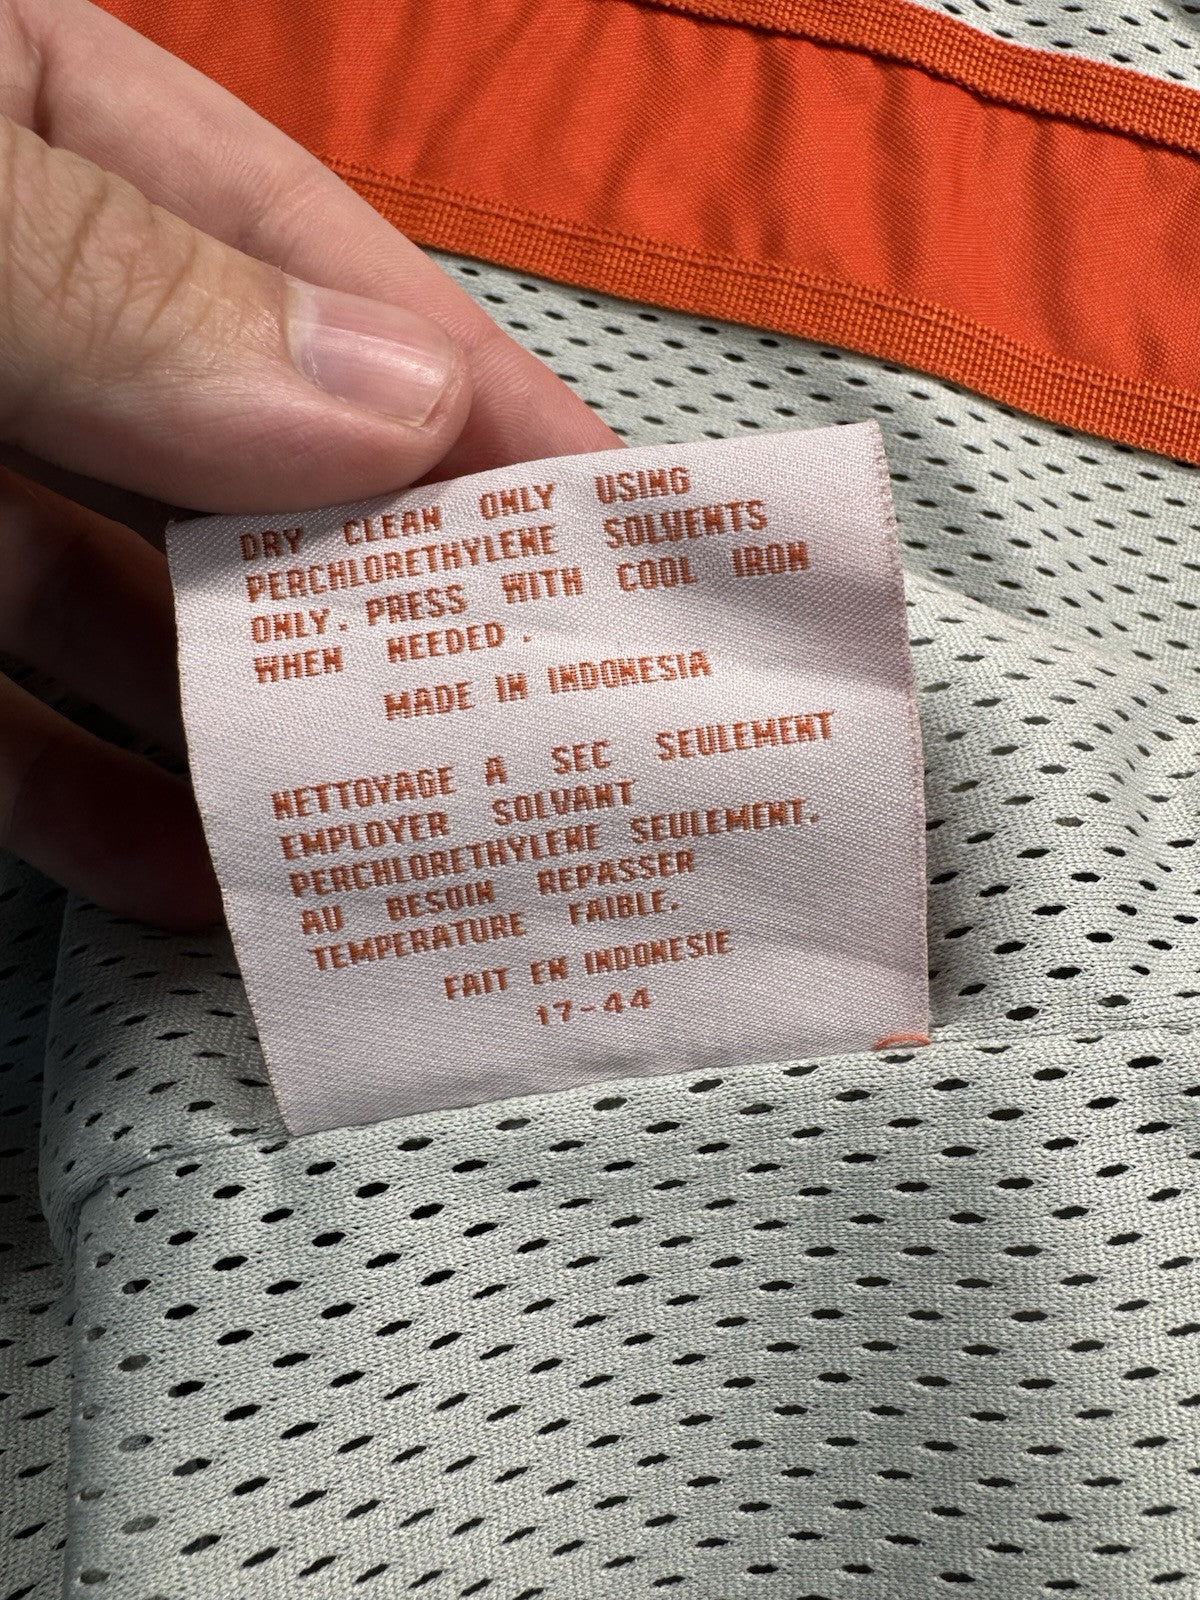 DRY CLEAN ONLY USING
PERCHLORETHYLENE SOLVENTS
ONLY. PRESS WITH COOL IRON
WHEN NEEDED.
MADE IN INDONESIA
NETTOYAGE A SEC SEULEMENT
EMPLOYER SOLVANT
PERCHLORETHYLENE SEULEMENT.
AU BESOIN REPASSER
TEMPERATURE FAIBLE.
FAIT EN INDONESIE
17-44